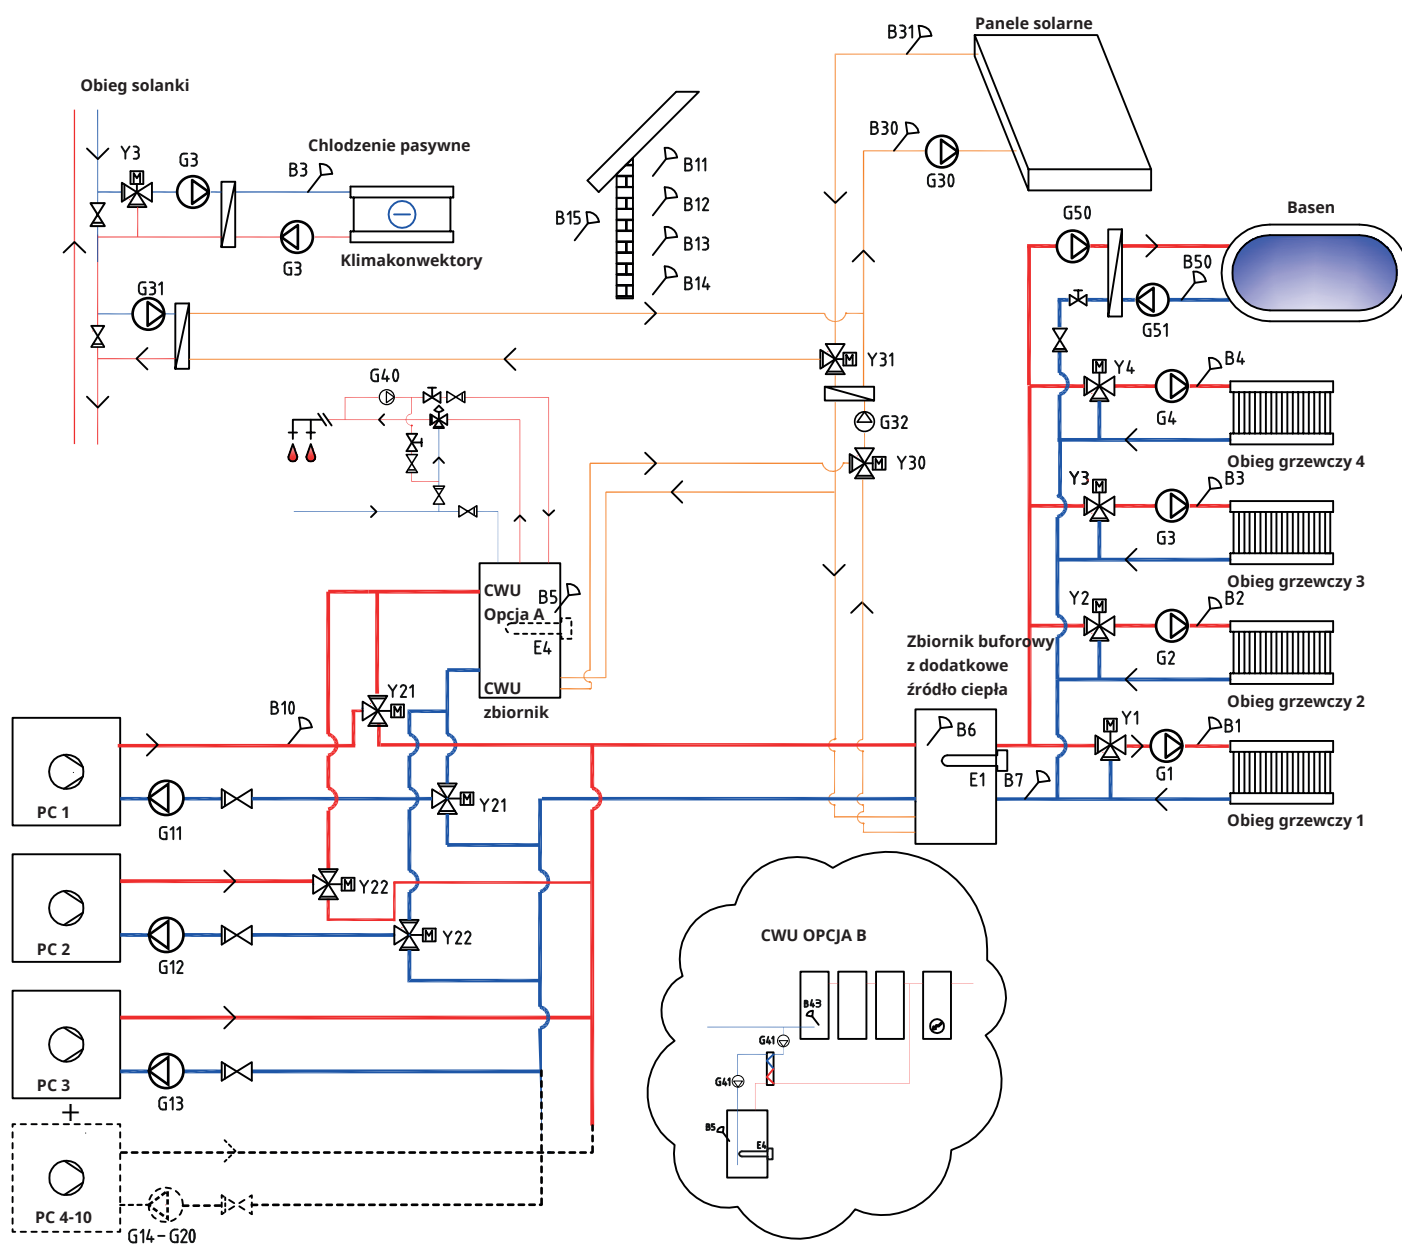 Panele solarne
B31
Obieg solanki
B30
G30
Y3
G3
B3
Chlodzenie pasywne
M
G3
Klimakonwektory
B11
B12
B13
B14
B15
G50
Basen
B50
G51
G31
Y31
M
G40
G32
Y30
M
Y4
M
B4
G4
Obieg grzewczy 4
Y3
M
B3
G3
Obieg grzewczy 3
Y2
M
B2
G2
Obieg grzewczy 2
Y1
M
B1
G1
Obieg grzewczy 1
CWU
Opcja A
B5
E4
CWU
zbiornik
Zbiornik buforowy
z dodatkowe
źródło ciepła
B6
E1
B7
B10
Y21
M
Y21
M
PC 1
G11
Y22
M
Y22
M
PC 2
G12
PC 3
G13
+
PC 4-10
G14-G20
CWU OPCJA B
B43
G41
G41
B5
E4